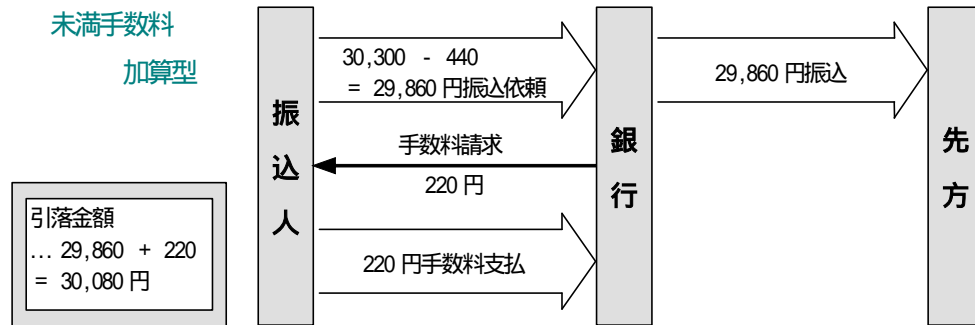 未満手数料
加算型
振込人
30,300 - 440
= 29,860 円振込依頼
手数料請求
220 円
220 円手数料支払
銀行
29,860 円振込
先方
引落金額
… 29,860 + 220
= 30,080 円